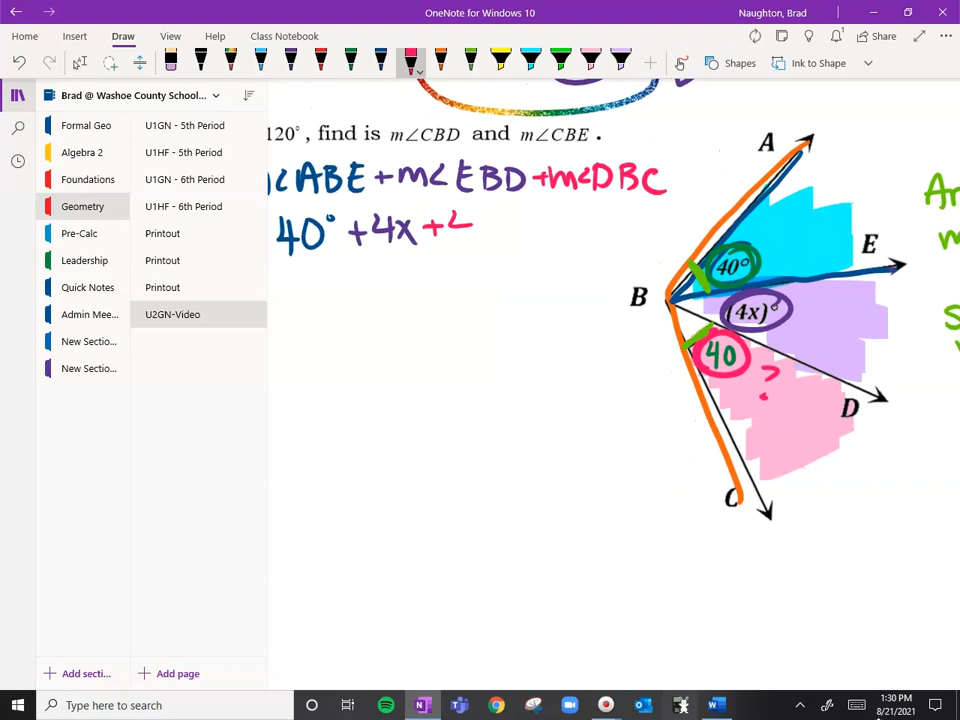 OneNote for Windows 10
Naughton, Brad
Home Insert Draw View Help Class Notebook
Share
Shapes
Ink to Shape
Brad @ Washoe County School...
Formal Geo
Algebra 2
Foundations
Geometry
Pre-Calc
Leadership
Quick Notes
Admin Mee...
New Sectio...
New Sectio...
Add secti...
U1GN - 5th Period
U1HF - 5th Period
U1GN - 6th Period
U1HF - 6th Period
Printout
Printout
Printout
U2GN-Video
Add page
120°, find is m∠CBD and m∠CBE.
∠ABE +m∠EBD +m∠DBC
40° +4x +
A
40°
E
B
(4x)°
40
?
D
C
Type here to search
1:30 PM
8/21/2021